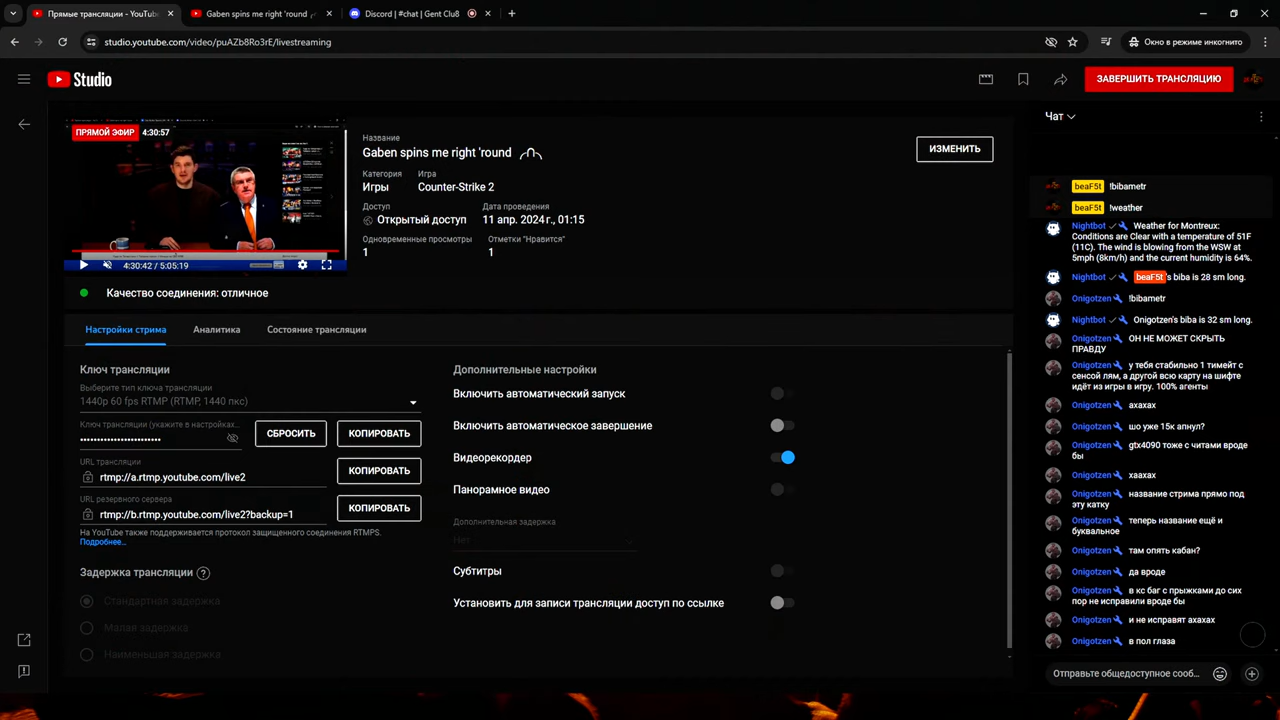 Прямые трансляции - YouTube
Gaben spins me right 'round
Discord | #chat | Gent Clu8
studio.youtube.com/video/puAZb8Ro3rE/livestreaming
Окно в режиме инкогнито
Studio
ЗАВЕРШИТЬ ТРАНСЛЯЦИЮ
ПРЯМОЙ ЭФИР 4:30:57
4:30:42 / 5:05:19
Название
Gaben spins me right 'round
ИЗМЕНИТЬ
Категория Игра
Игры Counter-Strike 2
Доступ Дата проведения
Открытый доступ 11 апр. 2024 г., 01:15
Одновременные просмотры Отметки "Нравится"
1 1
Качество соединения: отличное
Настройки стрима Аналитика Состояние трансляции
Ключ трансляции
Выберите тип ключа трансляции
1440p 60 fps RTMP (RTMP, 1440 пкс)
Ключ трансляции (укажите в настройках...
СБРОСИТЬ КОПИРОВАТЬ
URL трансляции
rtmp://a.rtmp.youtube.com/live2
КОПИРОВАТЬ
URL резервного сервера
rtmp://b.rtmp.youtube.com/live2?backup=1
КОПИРОВАТЬ
На YouTube также поддерживается протокол защищенного соединения RTMPS.
Подробнее...
Задержка трансляции
Стандартная задержка
Малая задержка
Наименьшая задержка
Дополнительные настройки
Включить автоматический запуск
Включить автоматическое завершение
Видеорекордер
Панорамное видео
Дополнительная задержка
Нет
Субтитры
Установить для записи трансляции доступ по ссылке
Чат
beaF5t !bibametr
beaF5t !weather
Nightbot Weather for Montreux:
Conditions are Clear with a temperature of 51F
(11C). The wind is blowing from the WSW at
5mph (8km/h) and the current humidity is 64%.
Nightbot beaF5t's biba is 28 sm long.
Onigotzen !bibametr
Nightbot Onigotzen's biba is 32 sm long.
Onigotzen ОН НЕ МОЖЕТ СКРЫТЬ
ПРАВДУ
Onigotzen у тебя стабильно 1 тимейт с
сенсой лям, а другой всю карту на шифте
идёт из игры в игру. 100% агенты
Onigotzen ахахах
Onigotzen шо уже 15к апнул?
Onigotzen gtx4090 тоже с читами вроде
бы
Onigotzen хаахах
Onigotzen название стрима прямо под
эту катку
Onigotzen теперь название ещё и
буквальное
Onigotzen там опять кабан?
Onigotzen да вроде
Onigotzen в кс баг с прыжками до сих
пор не исправили вроде бы
Onigotzen и не исправят ахахах
Onigotzen в пол глаза
Отправьте общедоступное сооб...